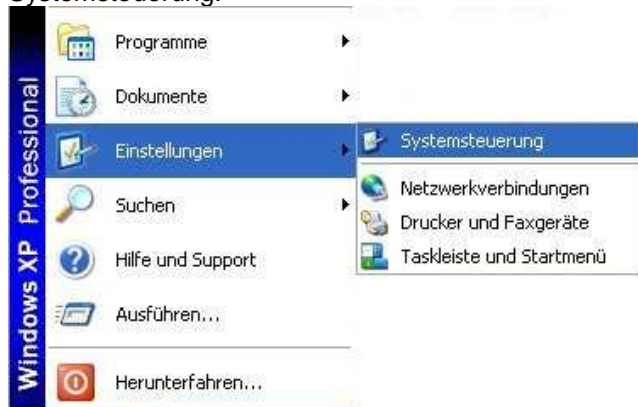 Systemsteuerung.
Windows XP Professional
Programme
Dokumente
Einstellungen
Suchen
Hilfe und Support
Ausführen...
Herunterfahren...
Systemsteuerung
Netzwerkverbindungen
Drucker und Faxgeräte
Taskleiste und Startmenü